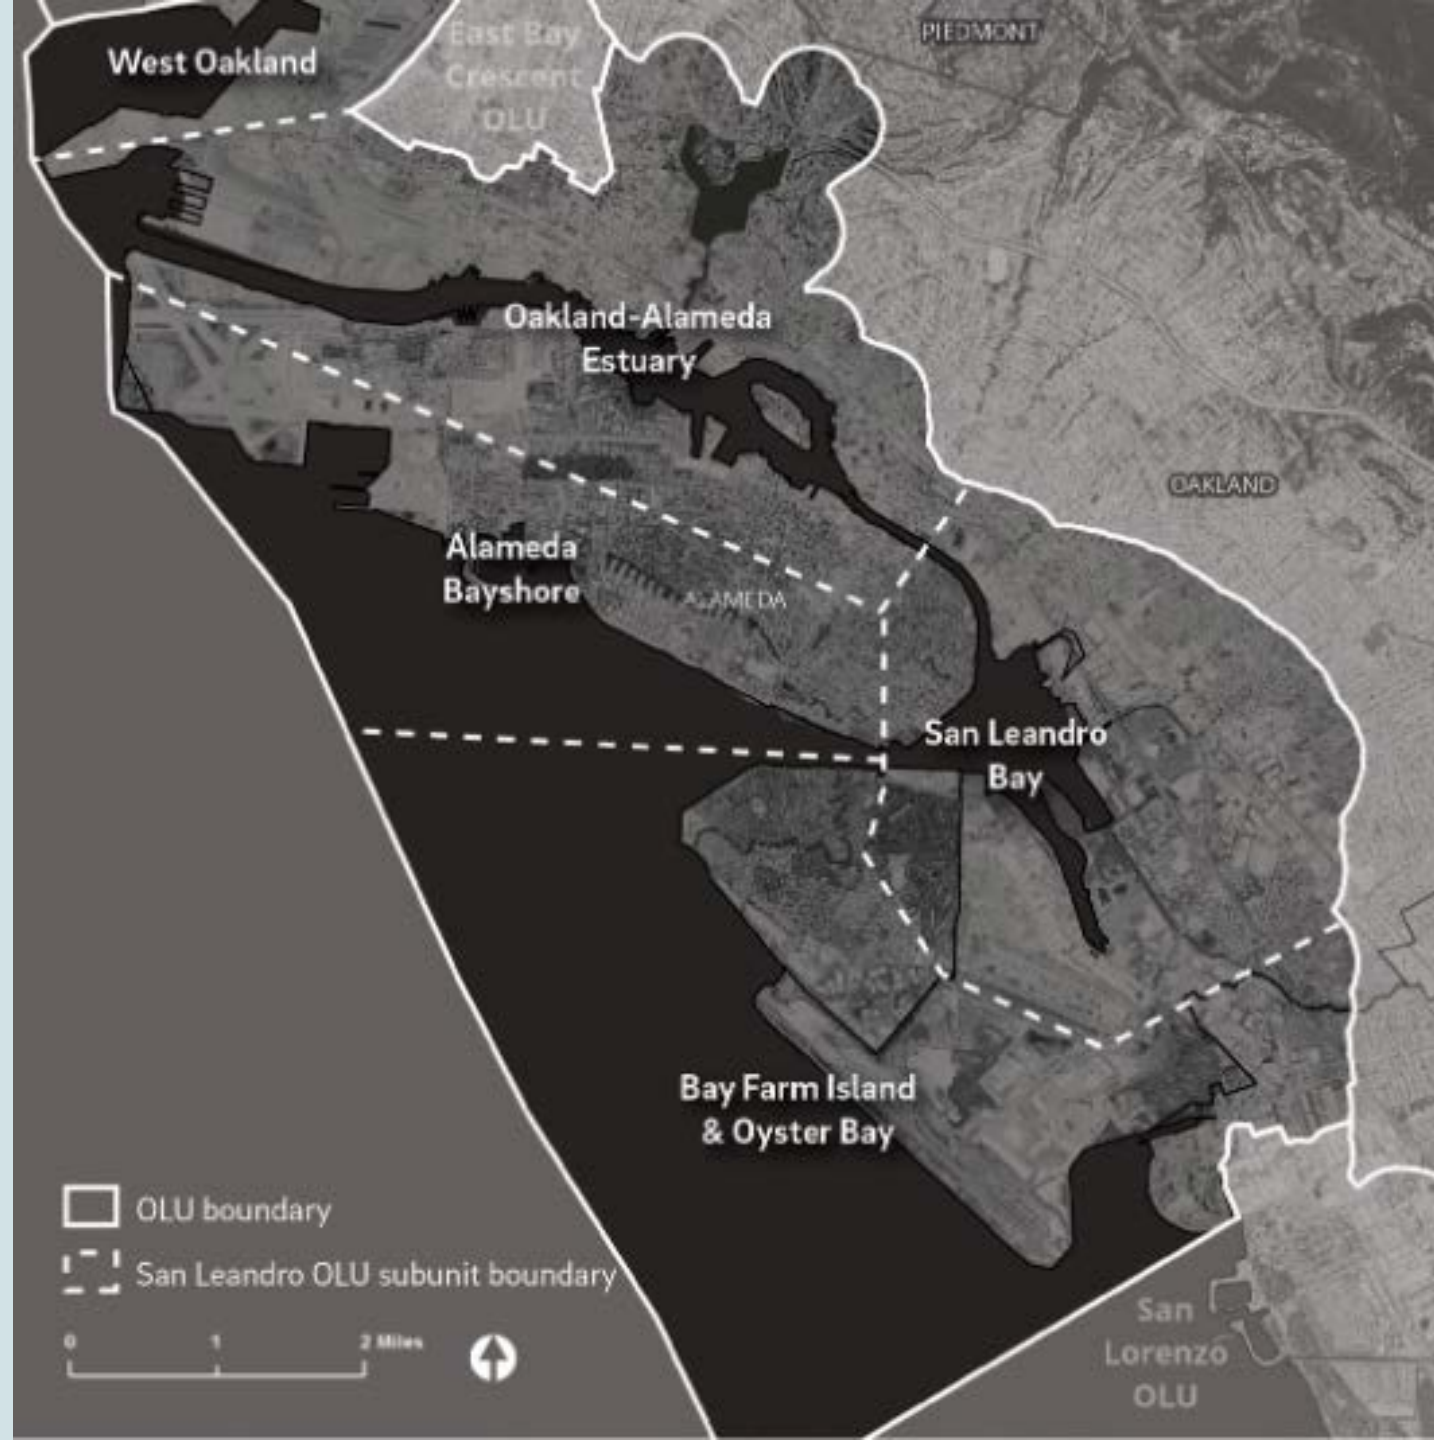 East Bay
Crescent
OLU
PIEDMONT
West Oakland
Oakland-Alameda
Estuary
OAKLAND
Alameda
Bayshore
ALAMEDA
San Leandro
Bay
Bay Farm Island
& Oyster Bay
OLU boundary
San Leandro OLU subunit boundary
0 1 2 Miles
San
Lorenzo
OLU